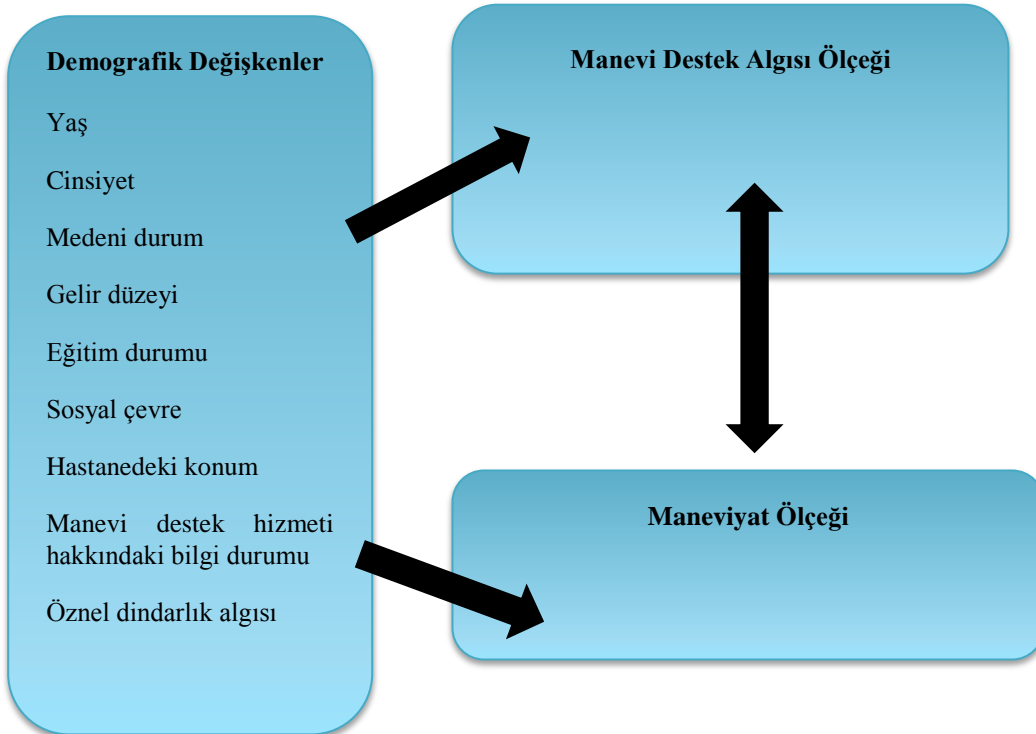 Demografik Değişkenler
Yaş
Cinsiyet
Medeni durum
Gelir düzeyi
Eğitim durumu
Sosyal çevre
Hastanedeki konum
Manevi destek hizmeti
hakkındaki bilgi durumu
Öznel dindarlık algısı
Manevi Destek Algısı Ölçeği
Maneviyat Ölçeği